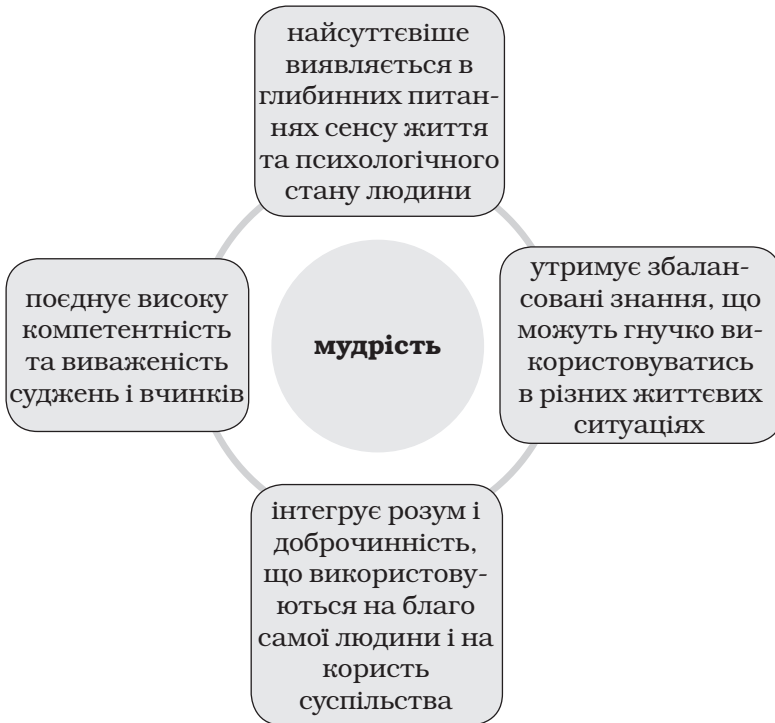 найсуттєвіше
виявляється в
глибинних питан-
нях сенсу життя
та психологічного
стану людини
поєднує високу
компетентність
та виваженість
суджень і вчинків
мудрість
утримує збалан-
совані знання, що
можуть гнучко ви-
користовуватись
в різних життєвих
ситуаціях
інтегрує розум і
доброчинність,
що використову-
ються на благо
самої людини і на
користь
суспільства